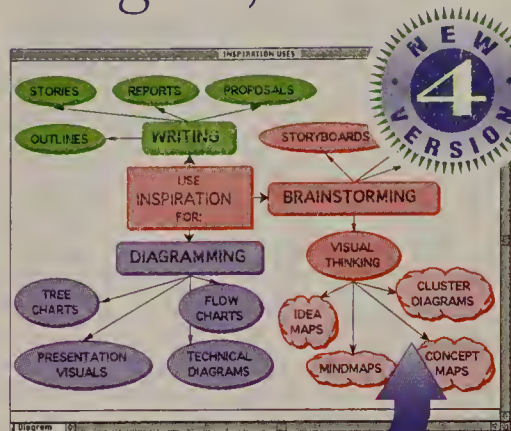 INSPIRATION USES
NEW
4
VERSION
STORIES
REPORTS
PROPOSALS
OUTLINES
WRITING
STORYBOARDS
USE
INSPIRATION
FOR:
BRAINSTORMING
DIAGRAMMING
VISUAL
THINKING
TREE
CHARTS
FLOW
CHARTS
IDEA
MAPS
CLUSTER
DIAGRAMS
PRESENTATION
VISUALS
TECHNICAL
DIAGRAMS
MINDMAPS
CONCEPT
MAPS
Diagram